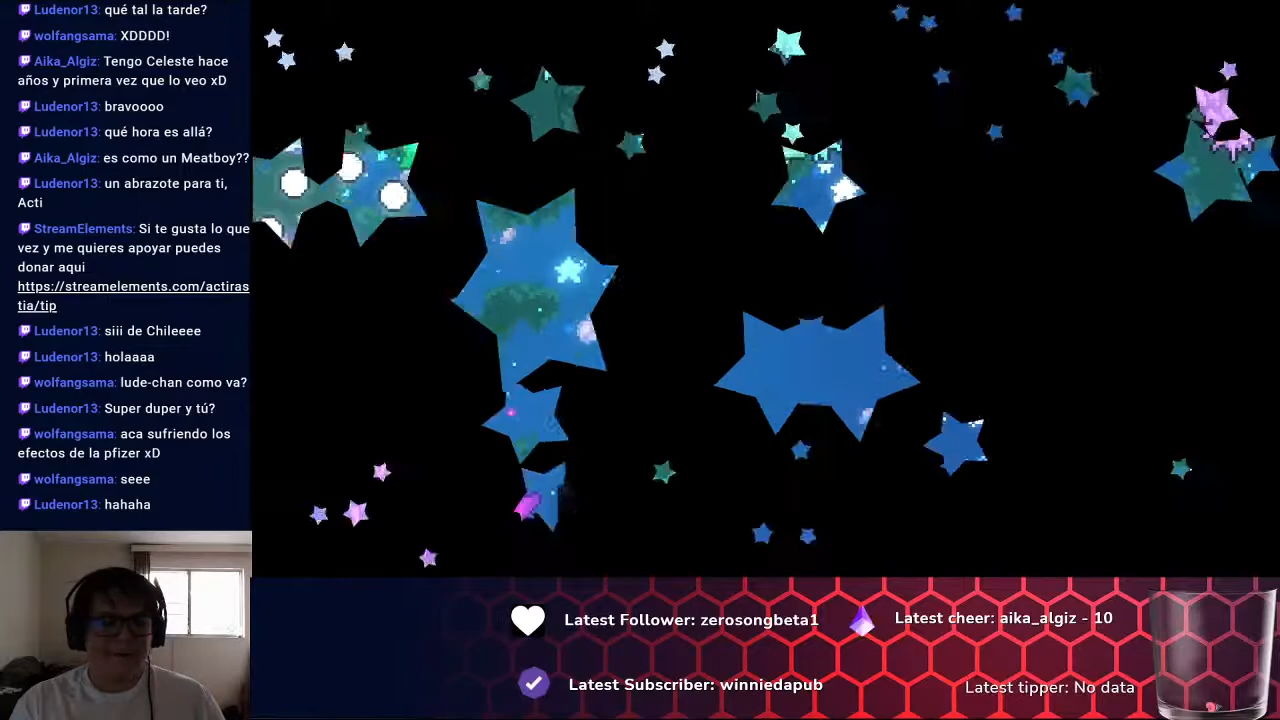 Ludenor13: qué tal la tarde?
wolfangsama: XDDDD!
Aika_Algiz: Tengo Celeste hace
años y primera vez que lo veo xD
Ludenor13: bravoooo
Ludenor13: qué hora es allá?
Aika_Algiz: es como un Meatboy??
Ludenor13: un abrazote para ti,
Acti
StreamElements: Si te gusta lo que
vez y me quieres apoyar puedes
donar aqui
https://streamelements.com/actiras
tia/tip
Ludenor13: siii de Chileeee
Ludenor13: holaaaa
wolfangsama: lude-chan como va?
Ludenor13: Super duper y tú?
wolfangsama: aca sufriendo los
efectos de la pfizer xD
wolfangsama: seee
Ludenor13: hahaha
Latest Follower: zerosongbeta1
Latest cheer: aika_algiz - 10
Latest Subscriber: winniedapub
Latest tipper: No data